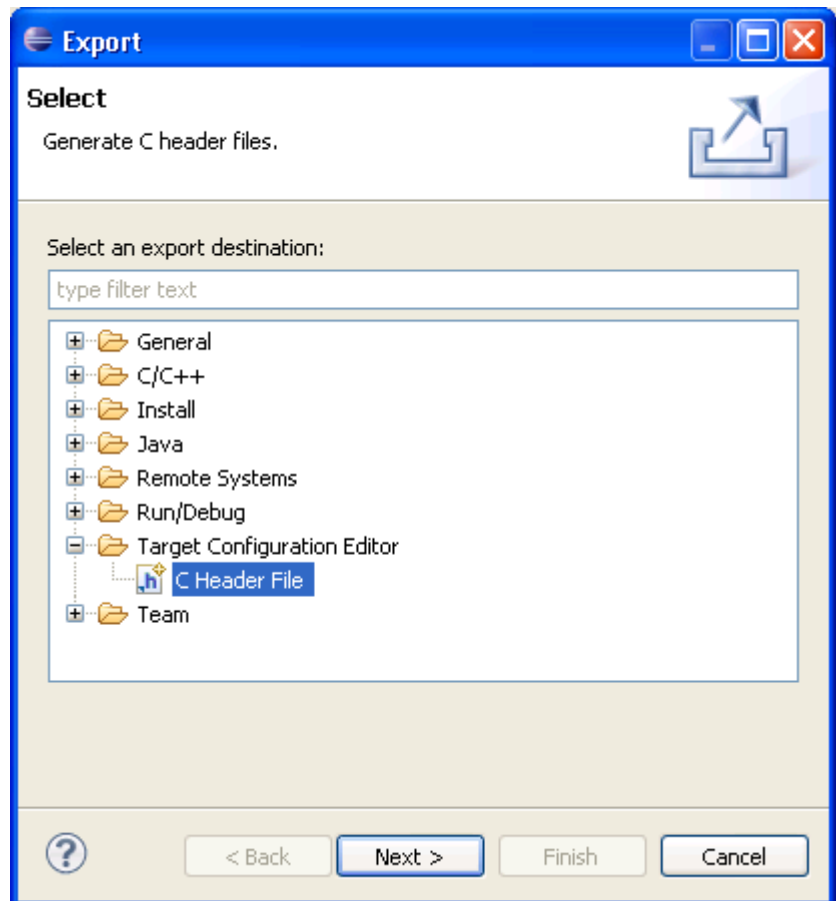 Export
Select
Generate C header files.
Select an export destination:
type filter text
General
C/C++
Install
Java
Remote Systems
Run/Debug
Target Configuration Editor
.h C Header File
Team
? < Back Next > Finish Cancel